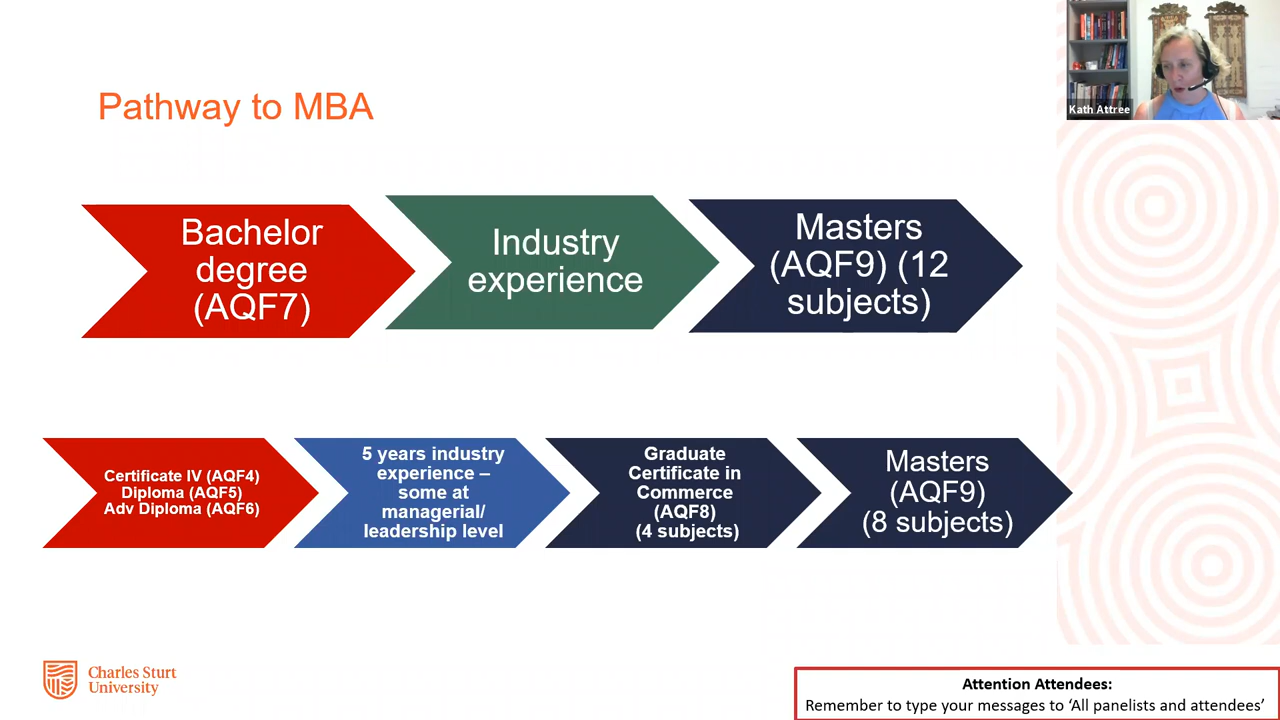 Kath Attree
Pathway to MBA
Bachelor
degree
(AQF7)
Industry
experience
Masters
(AQF9) (12
subjects)
Certificate IV (AQF4)
Diploma (AQF5)
Adv Diploma (AQF6)
5 years industry
experience –
some at
managerial/
leadership level
Graduate
Certificate in
Commerce
(AQF8)
(4 subjects)
Masters
(AQF9)
(8 subjects)
Charles Sturt
University
Attention Attendees:
Remember to type your messages to ‘All panelists and attendees’